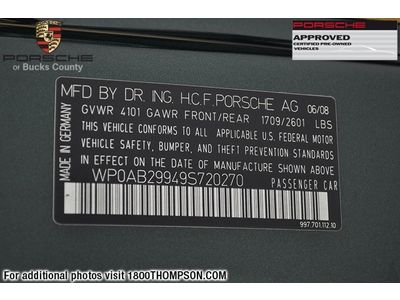 PORSCHE
of Bucks County
PORSCHE
APPROVED
CERTIFIED PRE-OWNED
VEHICLES
MFD BY DR. ING. H.C.F. PORSCHE AG 06/08
GVWR 4101 GAWR FRONT/REAR 1709/2601 LBS
THIS VEHICLE CONFORMS TO ALL APPLICABLE U.S. FEDERAL MOTOR
VEHICLE SAFETY, BUMPER, AND THEFT PREVENTION STANDARDS
IN EFFECT ON THE DATE OF MANUFACTURE SHOWN ABOVE.
WP0AB29949S720270
PASSENGER CAR
997.701.112.10
MADE IN GERMANY
For additional photos visit 1800THOMPSON.COM